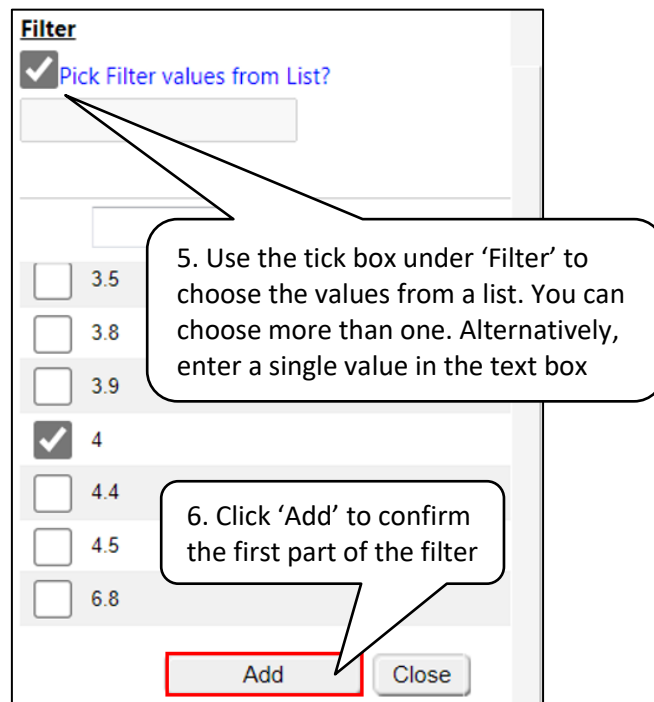 Filter
Pick Filter values from List?
5. Use the tick box under ‘Filter’ to
choose the values from a list. You can
choose more than one. Alternatively,
enter a single value in the text box
3.5
3.8
3.9
4
4.4
4.5
6.8
6. Click ‘Add’ to confirm
the first part of the filter
Add
Close